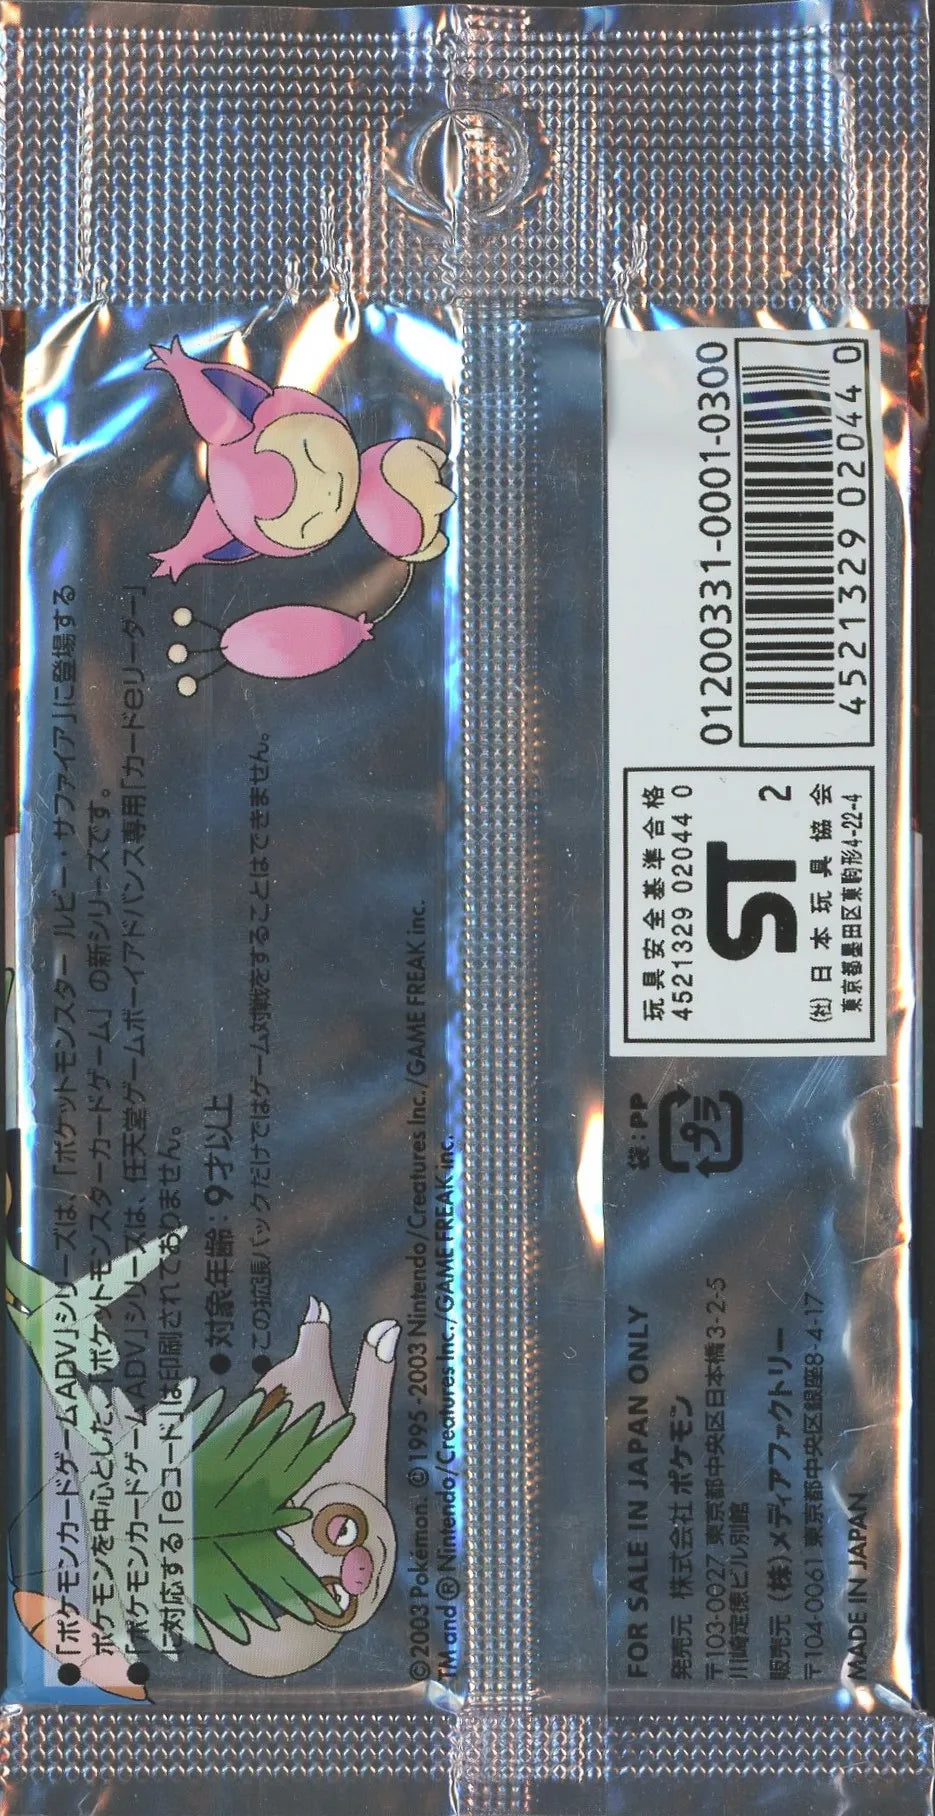 ●「ポケモンカードゲームADV」シリーズは、「ポケットモンスター ルビー・サファイア」に登場する
ポケモンを中心とした、「ポケットモンスターカードゲーム」の新シリーズです。
●「ポケモンカードゲームADV」シリーズは、任天堂ゲームボーイアドバンス専用「カードeリーダー」
に対応する「eコード」は印刷されておりません。
●対象年齢:9才以上
●この拡張パックだけではゲーム対戦をすることはできません。
©2003 Pokémon. ©1995-2003 Nintendo/Creatures Inc./GAME FREAK inc.
TM and ® Nintendo/Creatures Inc./GAME FREAK inc.
FOR SALE IN JAPAN ONLY
発売元 株式会社ポケモン
〒103-0027 東京都中央区日本橋3-2-5
川崎定徳ビル別館
販売元 (株)メディアファクトリー
〒104-0061 東京都中央区銀座8-4-17
MADE IN JAPAN
袋:PP
プラ
玩具安全基準合格
4521329 02044 0
ST
2
(社)日本玩具協会
東京都墨田区東駒形4-22-4
01200331-0001-0300
4 521329 020440